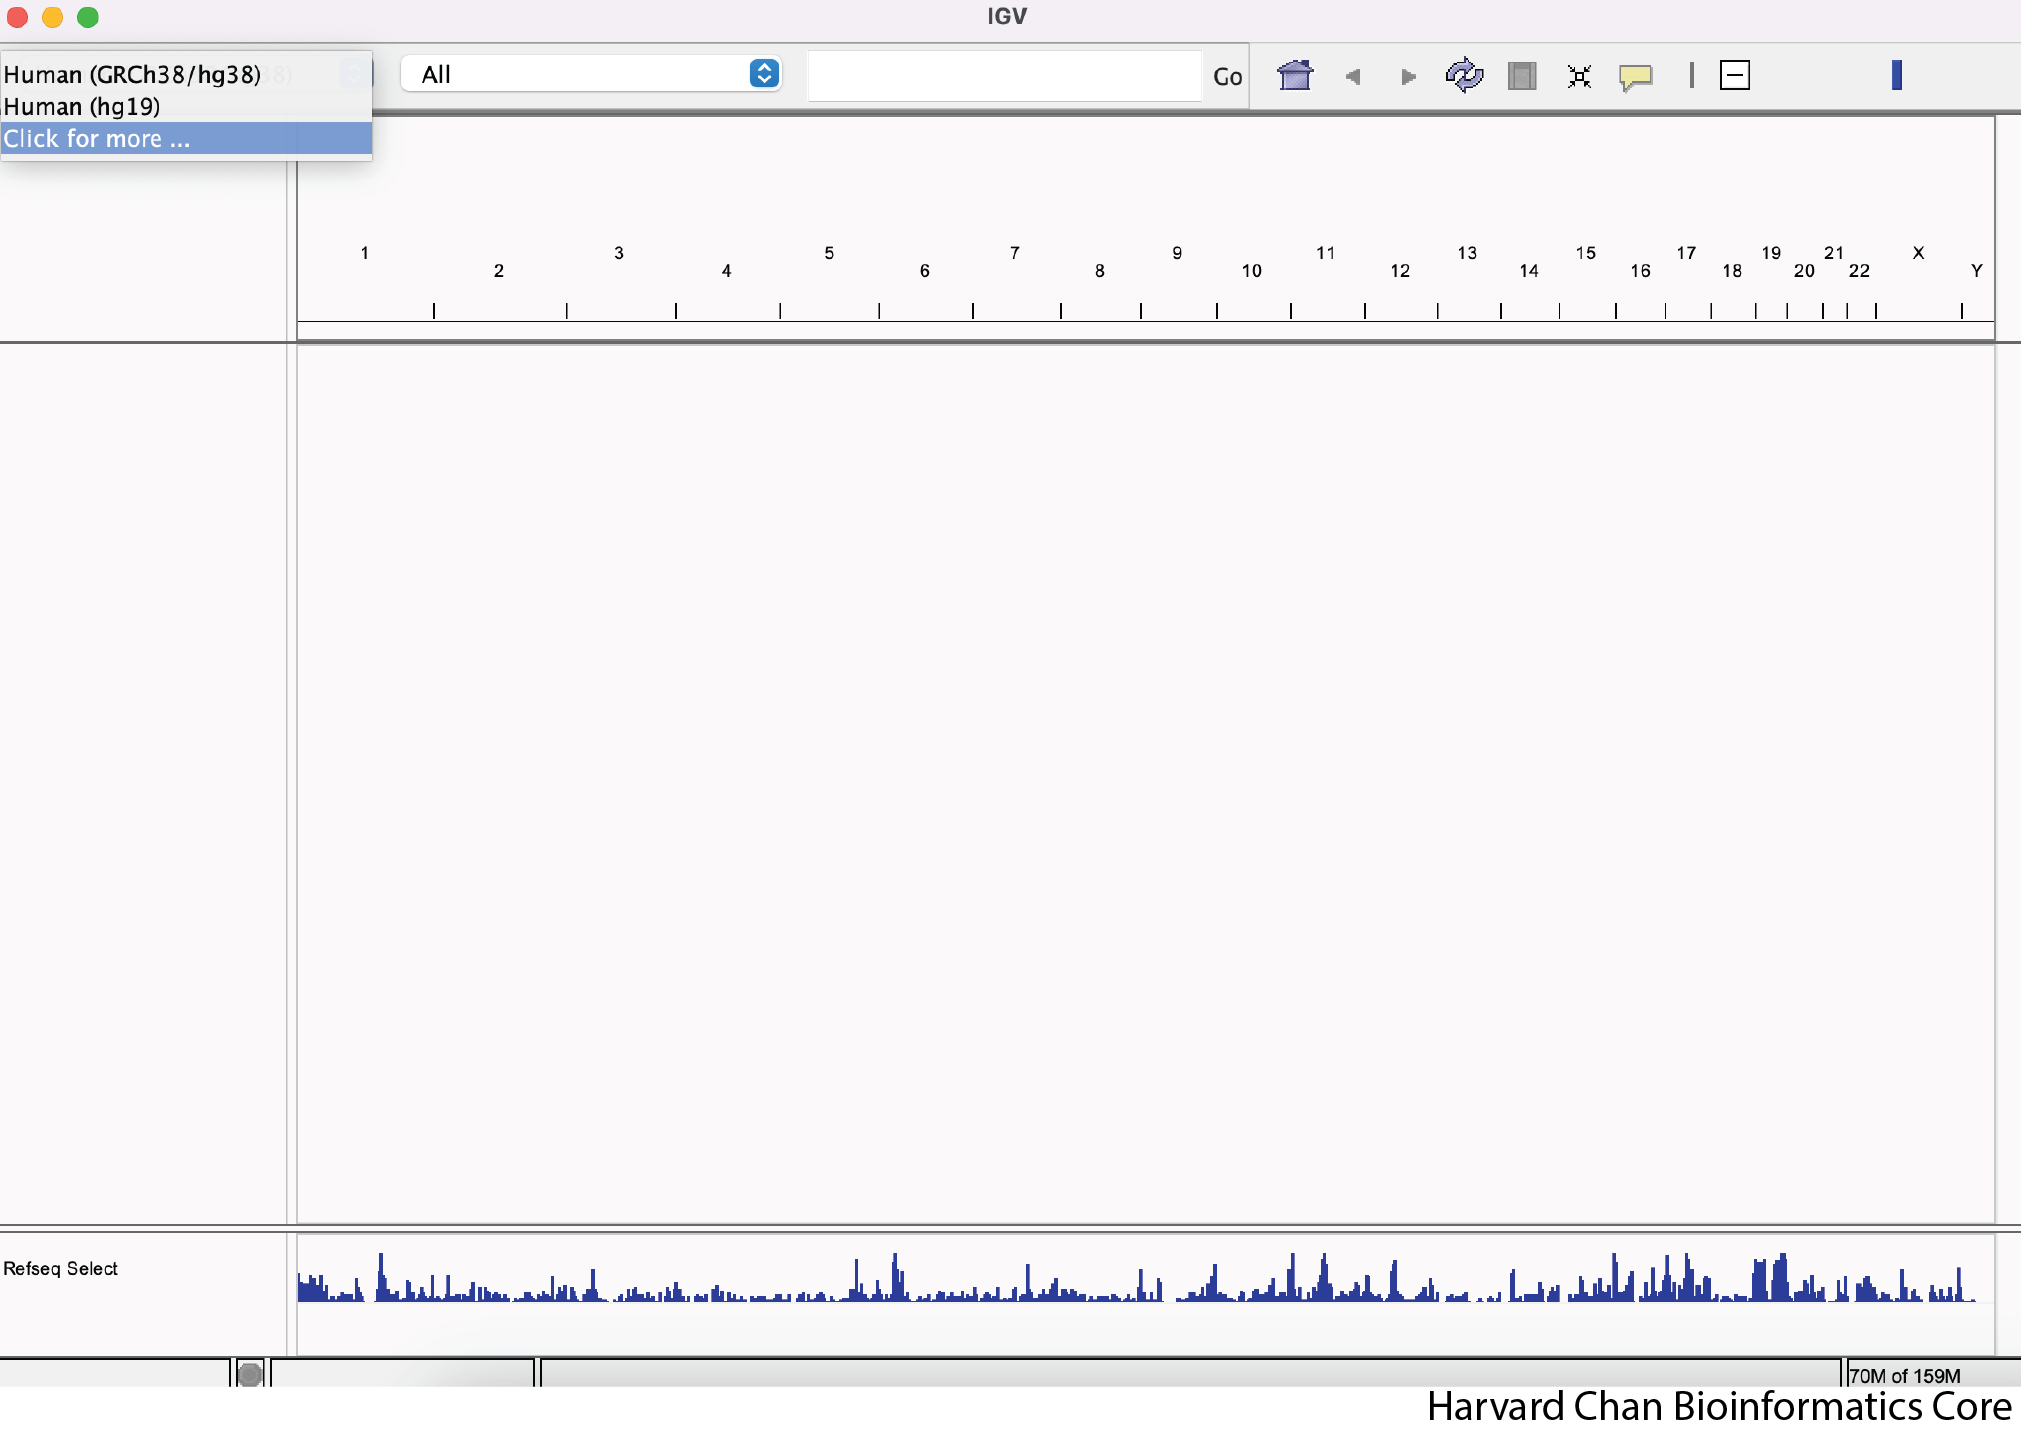 IGV
Human (GRCh38/hg38)
Human (hg19)
Click for more ...
All
Go
1 3 5 7 9 11 13 15 17 19 21 X
2 4 6 8 10 12 14 16 18 20 22 Y
Refseq Select
70M of 159M
Harvard Chan Bioinformatics Core